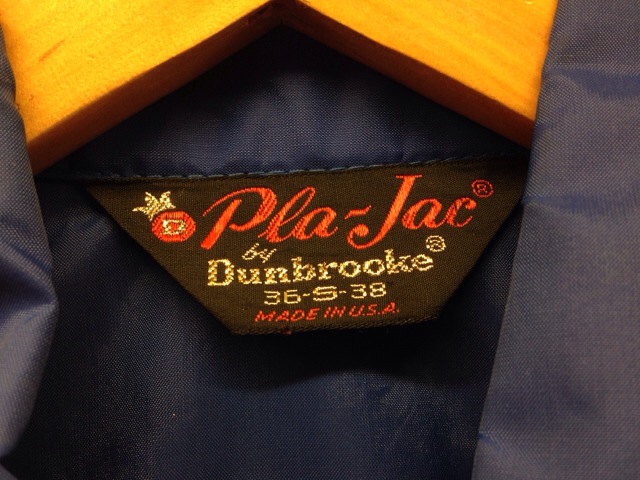 Pla-Jac®
by
Dunbrooke®
36-S-38
MADE IN U.S.A.